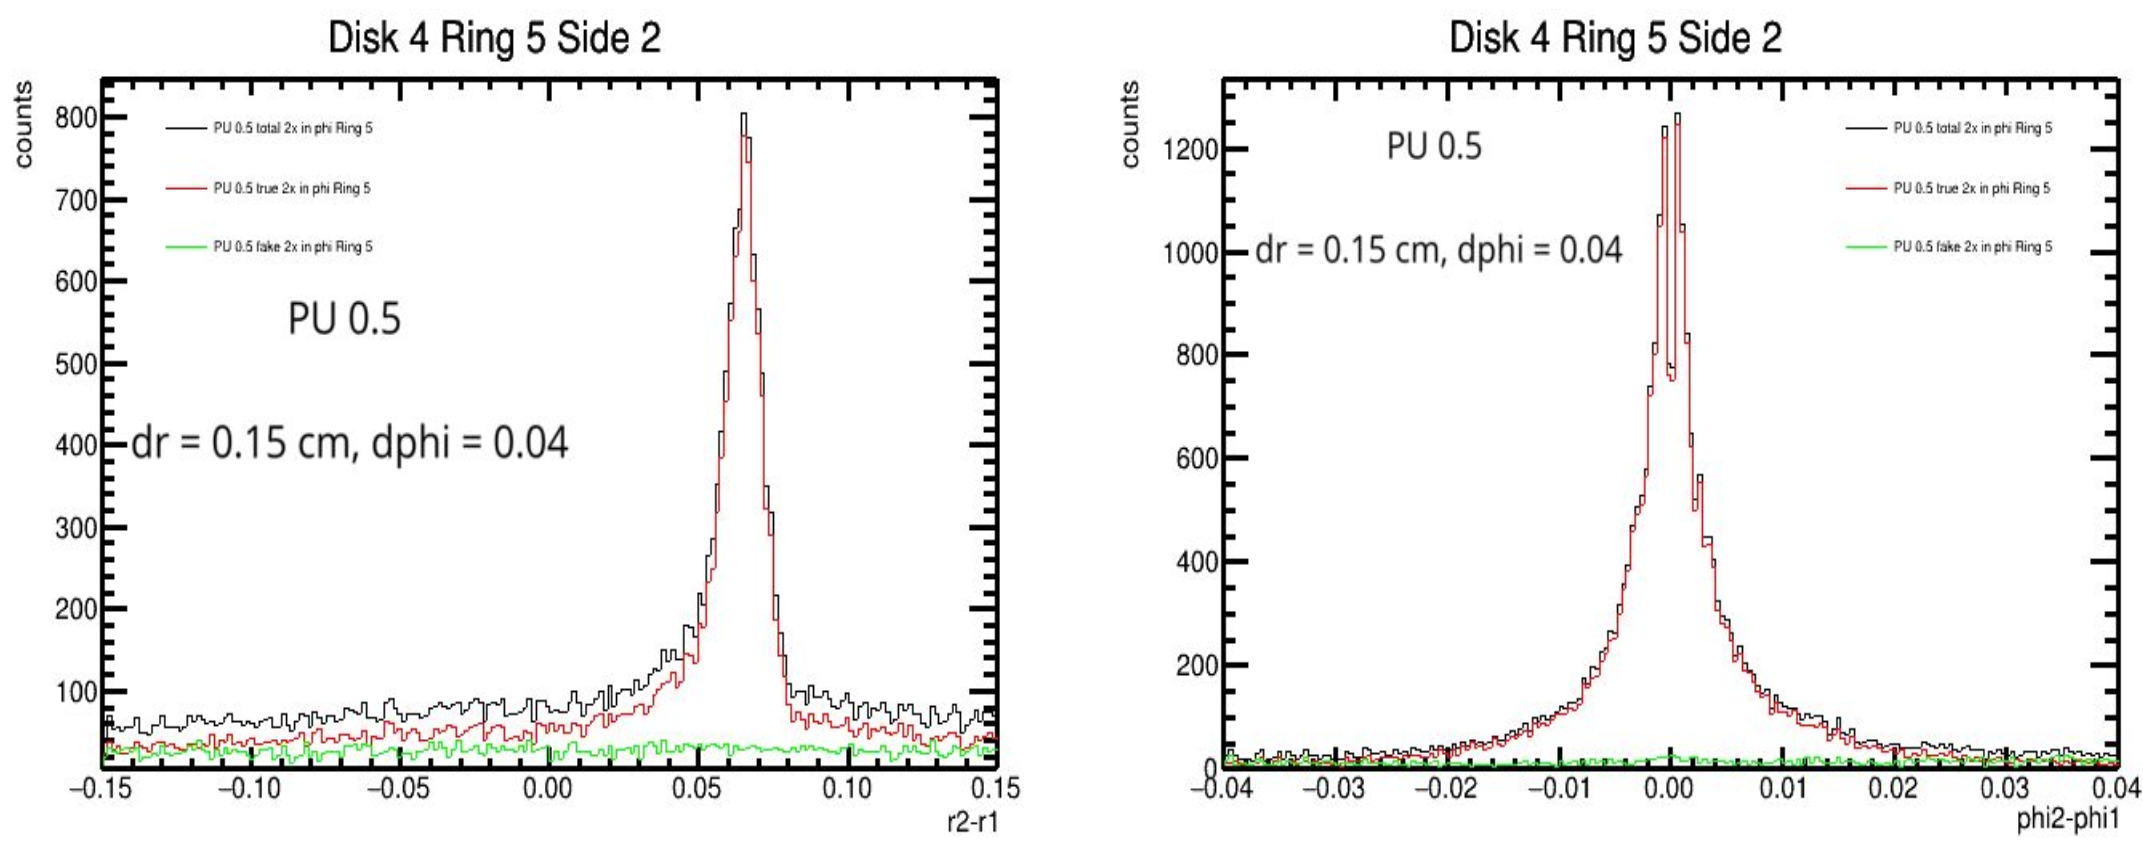 Disk 4 Ring 5 Side 2
counts
800
700
600
500
400
300
200
100
PU 0.5 total 2x in phi Ring 5
PU 0.5 true 2x in phi Ring 5
PU 0.5 fake 2x in phi Ring 5
PU 0.5
dr = 0.15 cm, dphi = 0.04
−0.15 −0.10 −0.05 0.00 0.05 0.10 0.15
r2-r1
Disk 4 Ring 5 Side 2
counts
1200
1000
800
600
400
200
0
PU 0.5
dr = 0.15 cm, dphi = 0.04
PU 0.5 total 2x in phi Ring 5
PU 0.5 true 2x in phi Ring 5
PU 0.5 fake 2x in phi Ring 5
−0.04 −0.03 −0.02 −0.01 0.00 0.01 0.02 0.03 0.04
phi2-phi1